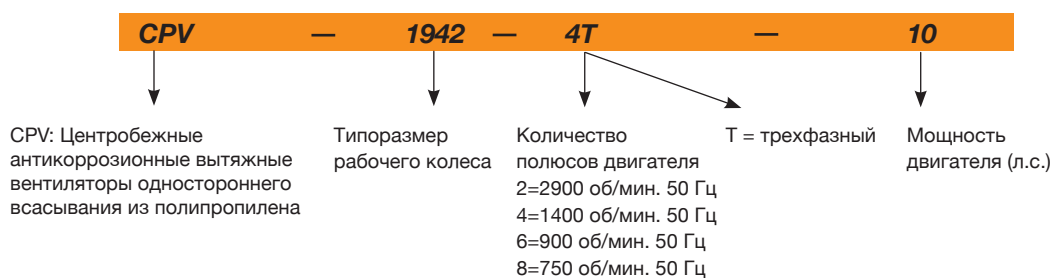 CPV — 1942 — 4T — 10
CPV: Центробежные
антикоррозионные вытяжные
вентиляторы одностороннего
всасывания из полипропилена
Типоразмер
рабочего колеса
Количество
полюсов двигателя
2=2900 об/мин. 50 Гц
4=1400 об/мин. 50 Гц
6=900 об/мин. 50 Гц
8=750 об/мин. 50 Гц
T = трехфазный
Мощность
двигателя (л.с.)